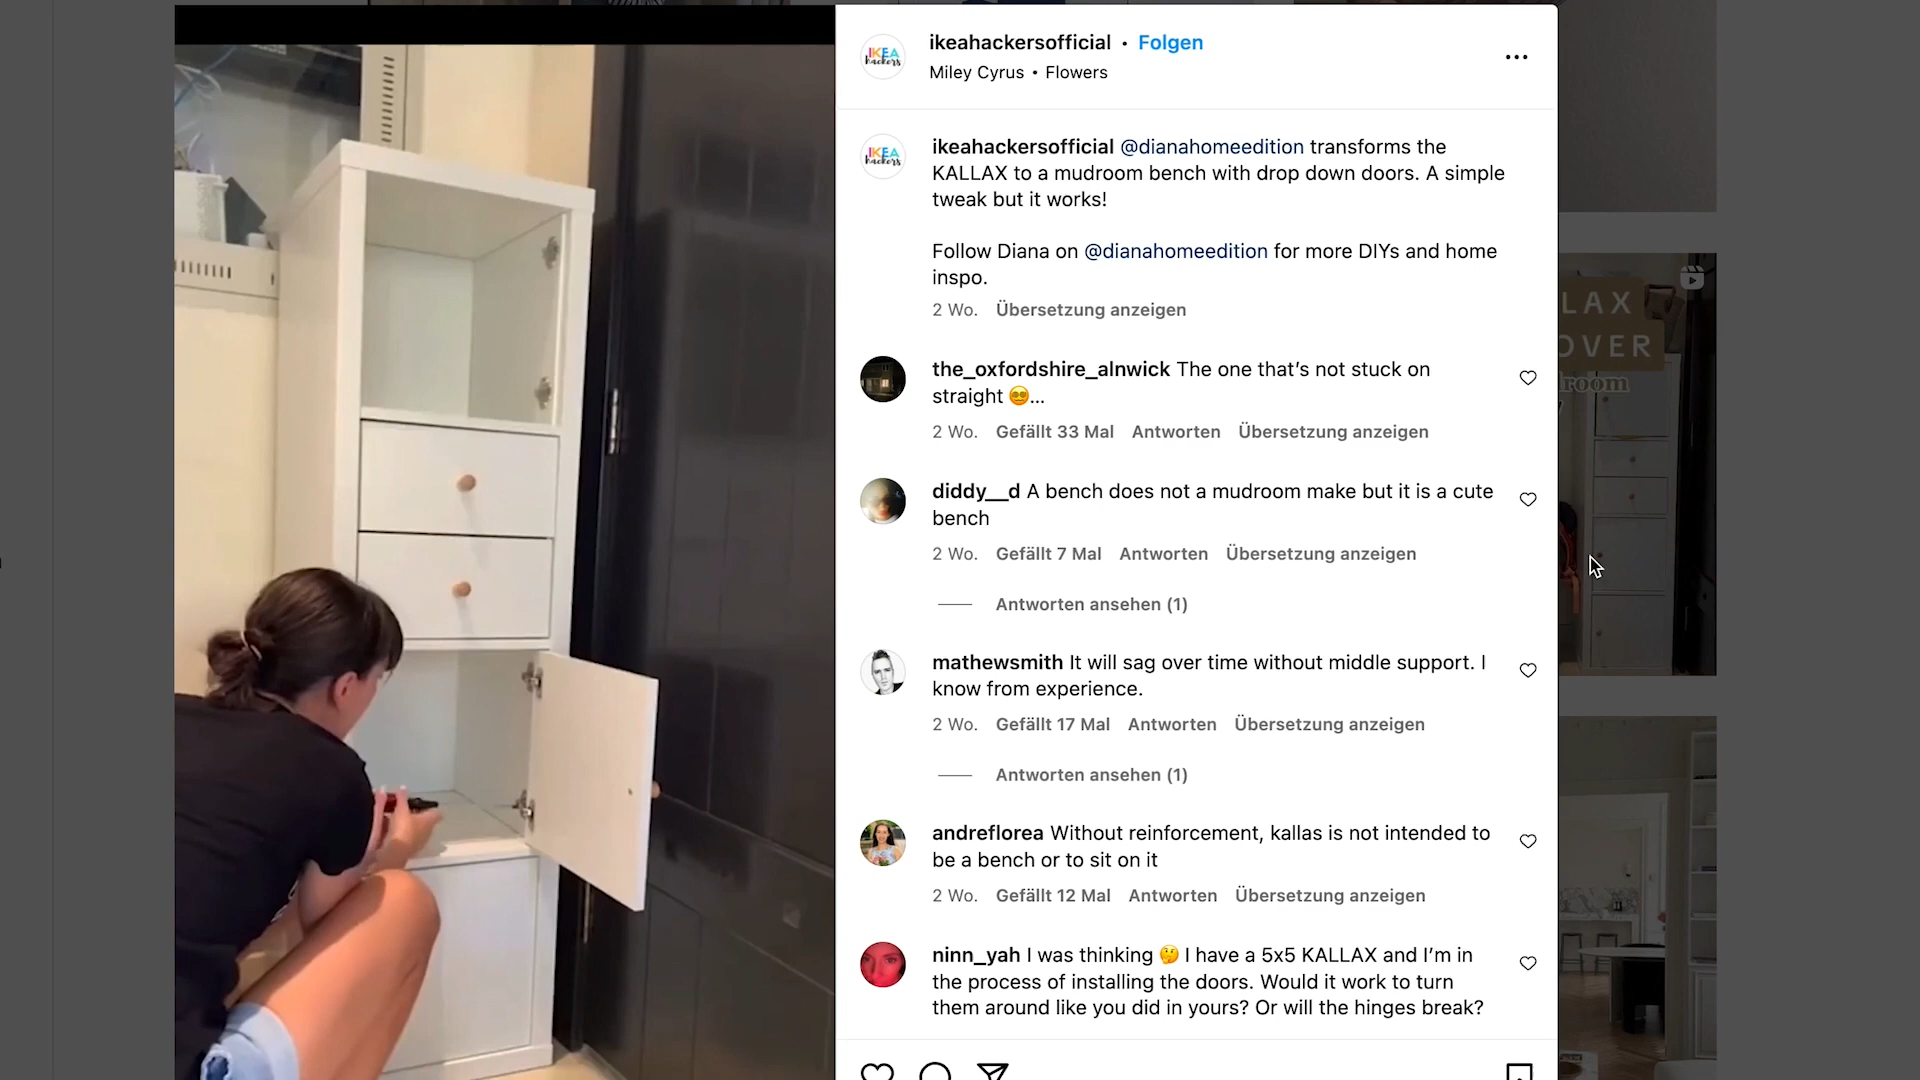 ikeahackersofficial • Folgen
Miley Cyrus • Flowers
IKEA
hackers
ikeahackersofficial @dianahomeedition transforms the
KALLAX to a mudroom bench with drop down doors. A simple
tweak but it works!
Follow Diana on @dianahomeedition for more DIYs and home
inspo.
2 Wo. Übersetzung anzeigen
IKEA
hackers
the_oxfordshire_alnwick The one that’s not stuck on
straight 😵‍💫...
2 Wo. Gefällt 33 Mal Antworten Übersetzung anzeigen
diddy__d A bench does not a mudroom make but it is a cute
bench
2 Wo. Gefällt 7 Mal Antworten Übersetzung anzeigen
Antworten ansehen (1)
mathewsmith It will sag over time without middle support. I
know from experience.
2 Wo. Gefällt 17 Mal Antworten Übersetzung anzeigen
Antworten ansehen (1)
andreflorea Without reinforcement, kallas is not intended to
be a bench or to sit on it
2 Wo. Gefällt 12 Mal Antworten Übersetzung anzeigen
ninn_yah I was thinking 🤔 I have a 5x5 KALLAX and I’m in
the process of installing the doors. Would it work to turn
them around like you did in yours? Or will the hinges break?
LAX
OVER
room